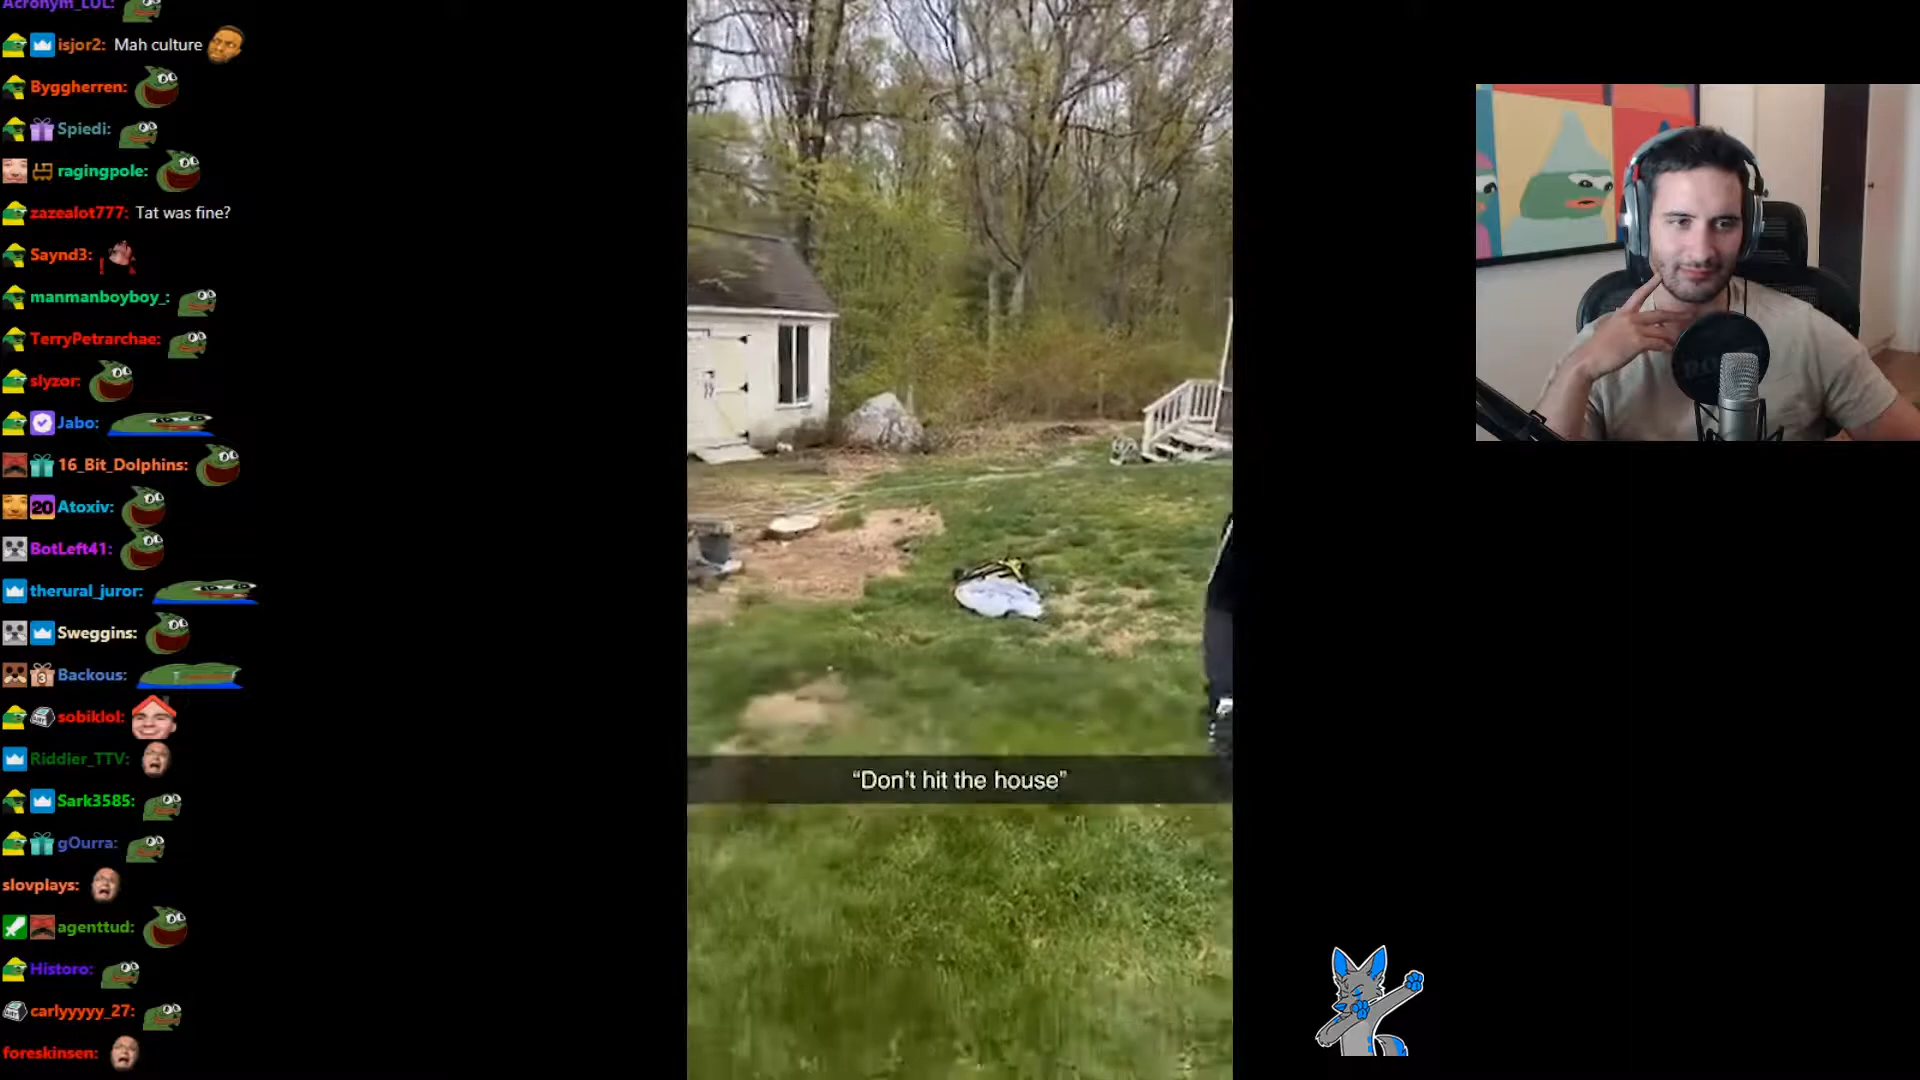 Acronym_LUL:
isjor2: Mah culture
Byggherren:
Spiedi:
ragingpole:
zazealot777: Tat was fine?
Saynd3:
manmanboyboy_:
TerryPetrarchae:
slyzor:
Jabo:
16_Bit_Dolphins:
20 Atoxiv:
BotLeft41:
therural_juror:
Sweggins:
3 Backous:
sobiklol:
Riddler_TTV:
Sark3585:
gOurra:
slovplays:
agenttud:
Historo:
carlyyyyy_27:
foreskinsen:
“Don't hit the house”